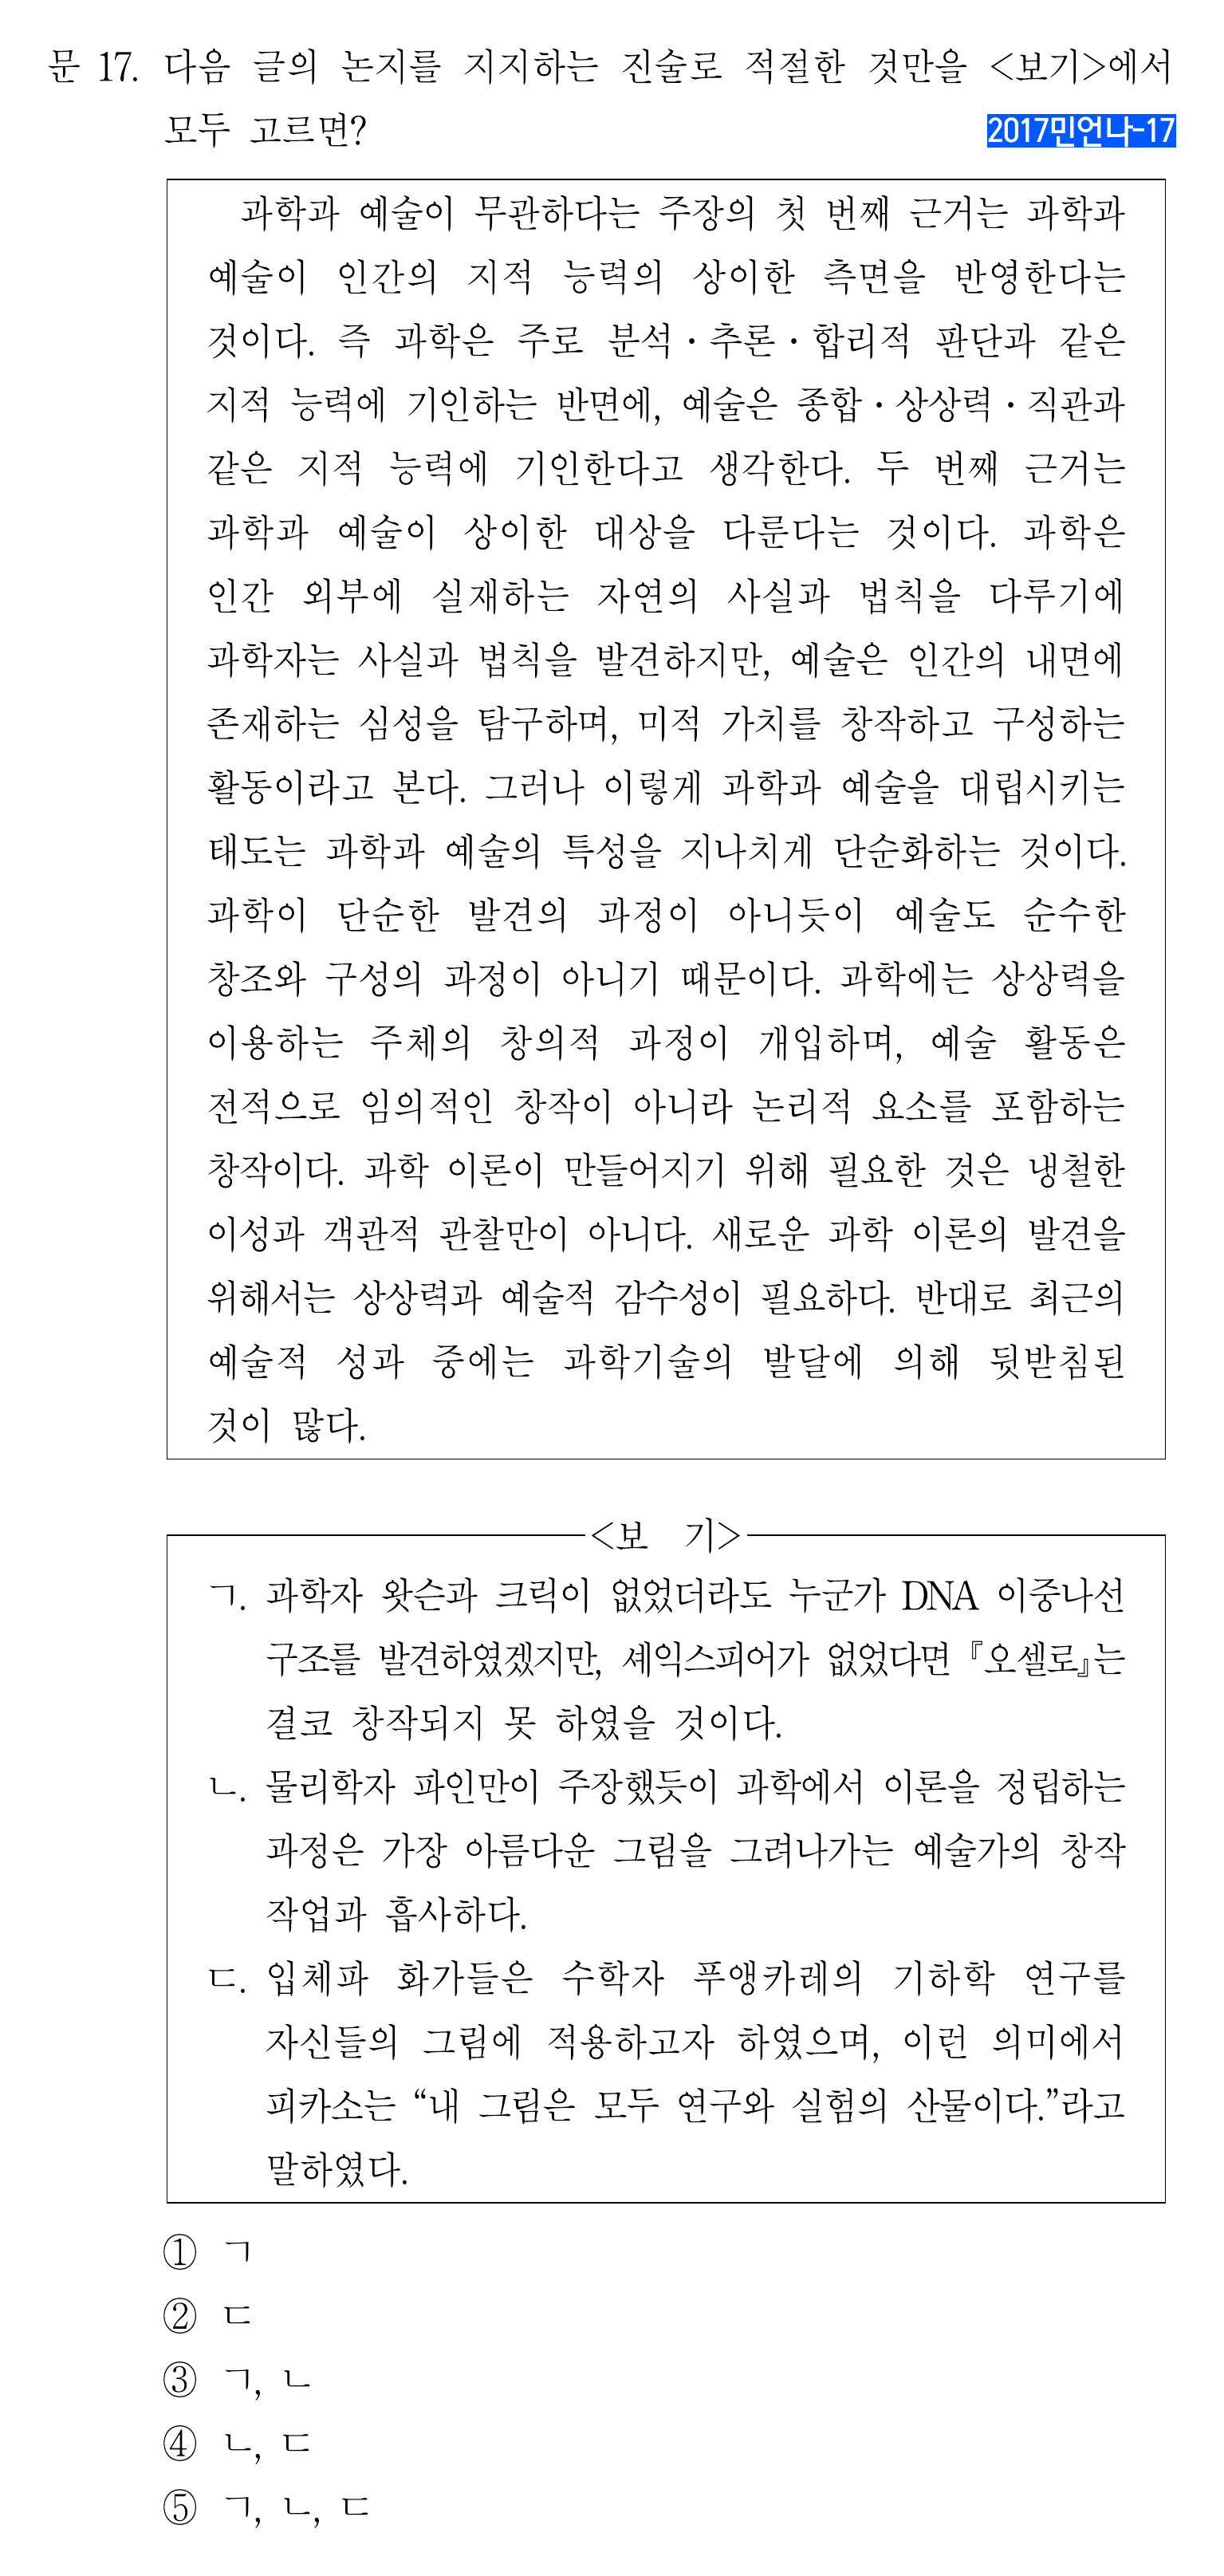 문 17. 다음 글의 논지를 지지하는 진술로 적절한 것만을 <보기>에서
모두 고르면?
2017민언나-17
과학과 예술이 무관하다는 주장의 첫 번째 근거는 과학과
예술이 인간의 지적 능력의 상이한 측면을 반영한다는
것이다. 즉 과학은 주로 분석・추론・합리적 판단과 같은
지적 능력에 기인하는 반면에, 예술은 종합・상상력・직관과
같은 지적 능력에 기인한다고 생각한다. 두 번째 근거는
과학과 예술이 상이한 대상을 다룬다는 것이다. 과학은
인간 외부에 실재하는 자연의 사실과 법칙을 다루기에
과학자는 사실과 법칙을 발견하지만, 예술은 인간의 내면에
존재하는 심성을 탐구하며, 미적 가치를 창작하고 구성하는
활동이라고 본다. 그러나 이렇게 과학과 예술을 대립시키는
태도는 과학과 예술의 특성을 지나치게 단순화하는 것이다.
과학이 단순한 발견의 과정이 아니듯이 예술도 순수한
창조와 구성의 과정이 아니기 때문이다. 과학에는 상상력을
이용하는 주체의 창의적 과정이 개입하며, 예술 활동은
전적으로 임의적인 창작이 아니라 논리적 요소를 포함하는
창작이다. 과학 이론이 만들어지기 위해 필요한 것은 냉철한
이성과 객관적 관찰만이 아니다. 새로운 과학 이론의 발견을
위해서는 상상력과 예술적 감수성이 필요하다. 반대로 최근의
예술적 성과 중에는 과학기술의 발달에 의해 뒷받침된
것이 많다.
<보 기>
ㄱ. 과학자 왓슨과 크릭이 없었더라도 누군가 DNA 이중나선
구조를 발견하였겠지만, 셰익스피어가 없었다면 『오셀로』는
결코 창작되지 못 하였을 것이다.
ㄴ. 물리학자 파인만이 주장했듯이 과학에서 이론을 정립하는
과정은 가장 아름다운 그림을 그려나가는 예술가의 창작
작업과 흡사하다.
ㄷ. 입체파 화가들은 수학자 푸앵카레의 기하학 연구를
자신들의 그림에 적용하고자 하였으며, 이런 의미에서
피카소는 “내 그림은 모두 연구와 실험의 산물이다.”라고
말하였다.
① ㄱ
② ㄷ
③ ㄱ, ㄴ
④ ㄴ, ㄷ
⑤ ㄱ, ㄴ, ㄷ